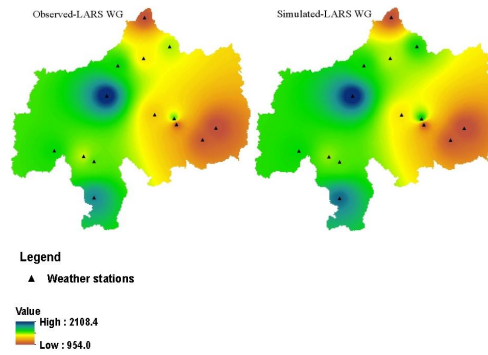 Observed-LARS WG
Simulated-LARS WG
Legend
Weather stations
Value
High : 2108.4
Low : 954.0